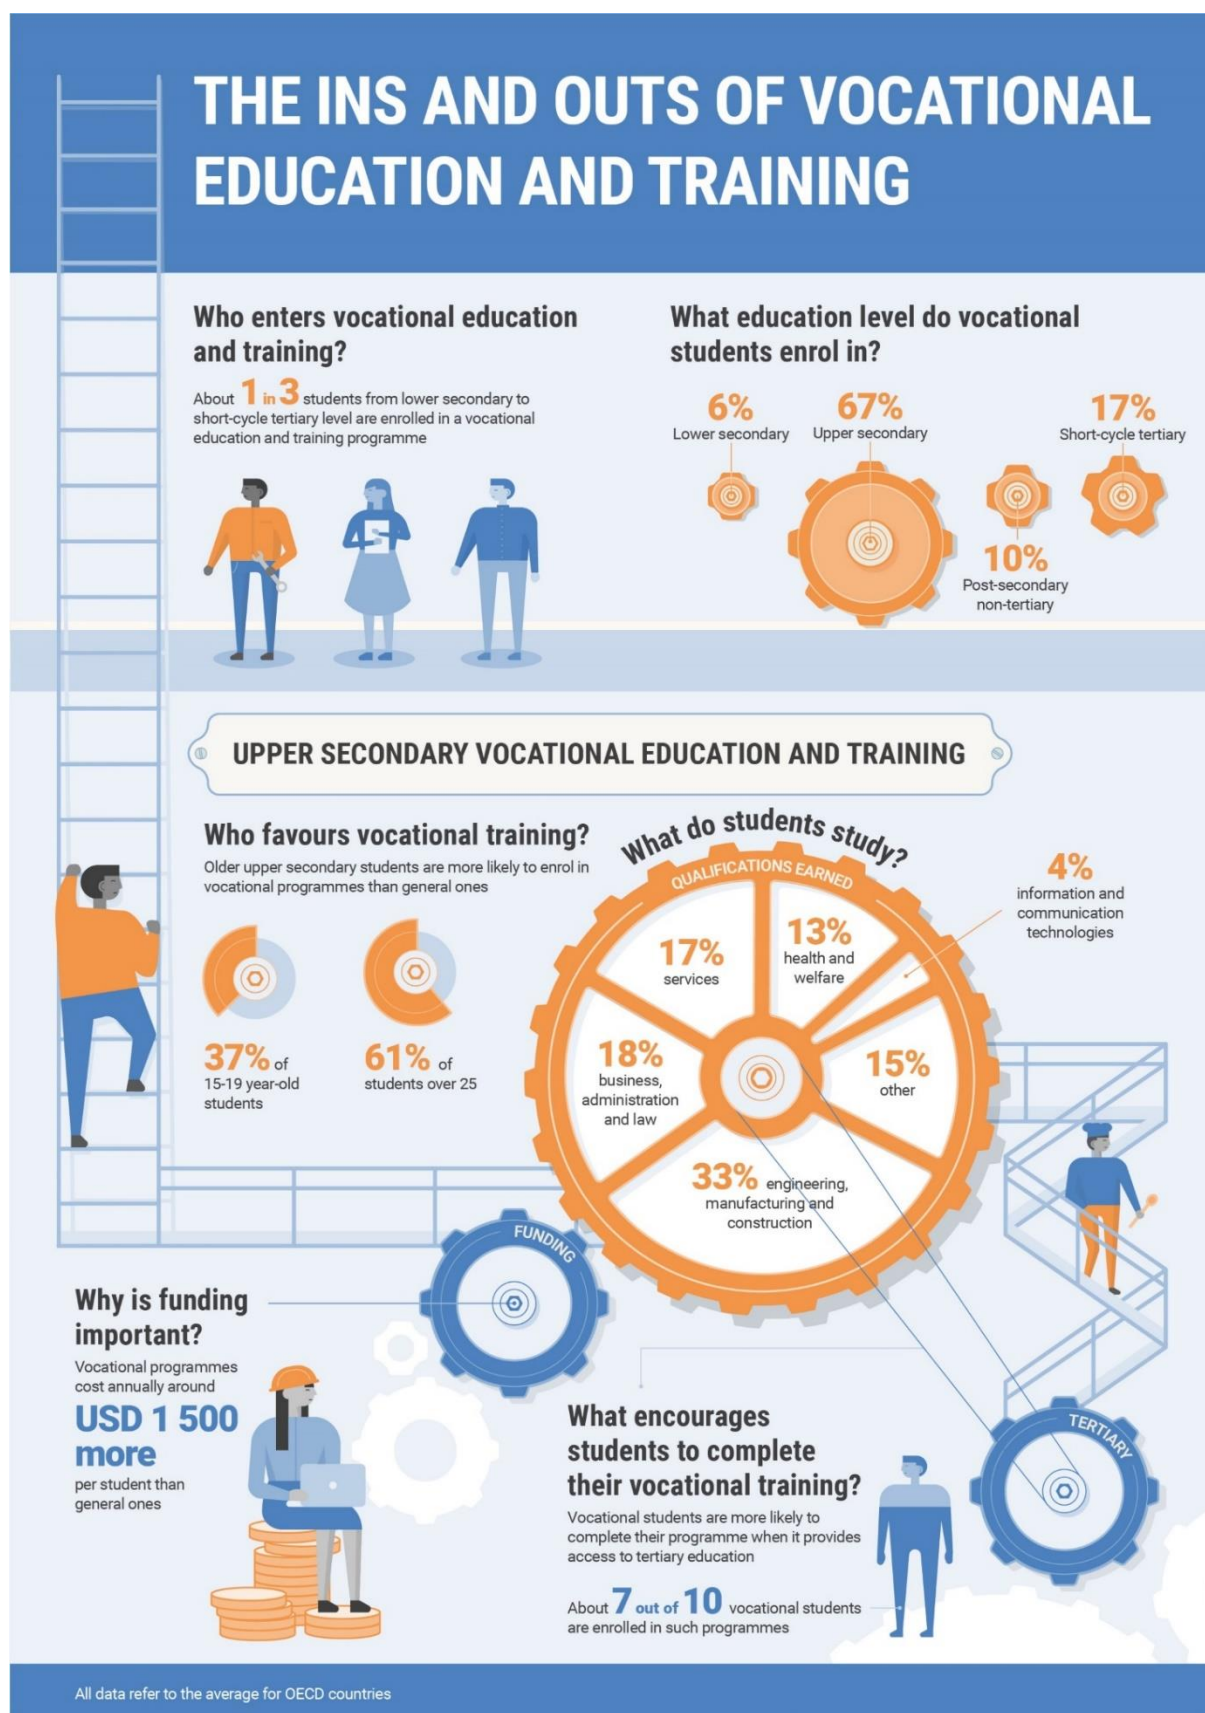 THE INS AND OUTS OF VOCATIONAL
EDUCATION AND TRAINING
Who enters vocational education
and training?
About 1 in 3 students from lower secondary to
short-cycle tertiary level are enrolled in a vocational
education and training programme
What education level do vocational
students enrol in?
6%
Lower secondary
67%
Upper secondary
10%
Post-secondary
non-tertiary
17%
Short-cycle tertiary
UPPER SECONDARY VOCATIONAL EDUCATION AND TRAINING
Who favours vocational training?
Older upper secondary students are more likely to enrol in
vocational programmes than general ones
37% of
15-19 year-old
students
61% of
students over 25
What do students study?
QUALIFICATIONS EARNED
17%
services
13%
health and
welfare
4%
information and
communication
technologies
18%
business,
administration
and law
15%
other
33% engineering,
manufacturing and
construction
FUNDING
Why is funding
important?
Vocational programmes
cost annually around
USD 1 500
more
per student than
general ones
What encourages
students to complete
their vocational training?
Vocational students are more likely to
complete their programme when it provides
access to tertiary education
About 7 out of 10 vocational students
are enrolled in such programmes
TERTIARY
All data refer to the average for OECD countries